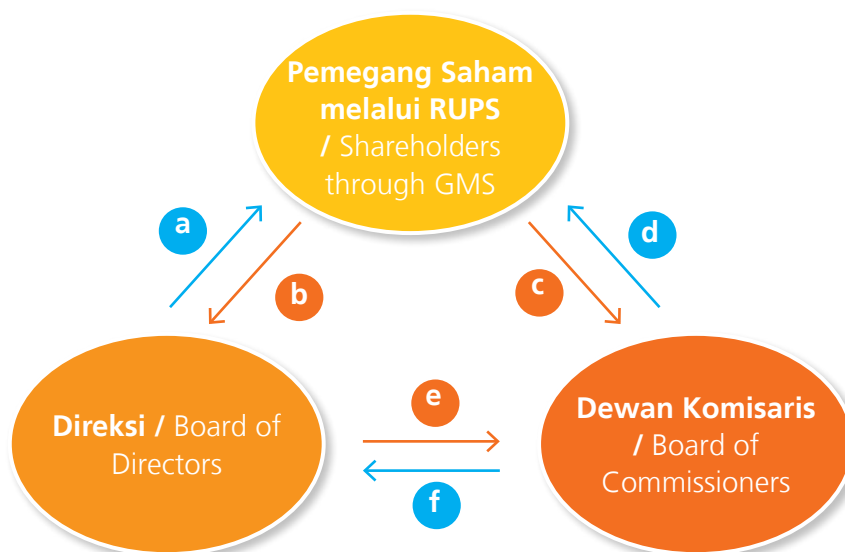 Pemegang Saham
melalui RUPS
/ Shareholders
through GMS
a
d
b
c
Direksi / Board of
Directors
e
f
Dewan Komisaris
/ Board of
Commissioners